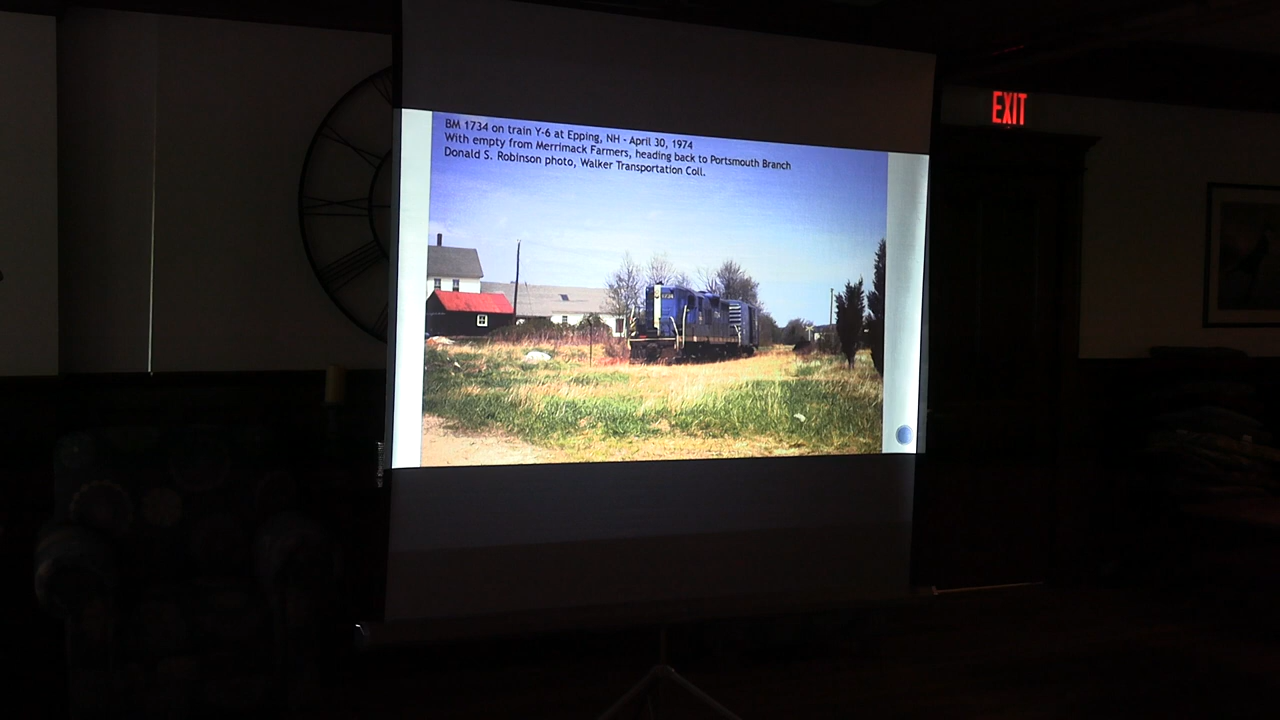 BM 1734 on train Y-6 at Epping, NH - April 30, 1974
With empty from Merrimack Farmers, heading back to Portsmouth Branch
Donald S. Robinson photo, Walker Transportation Coll.
EXIT
1734